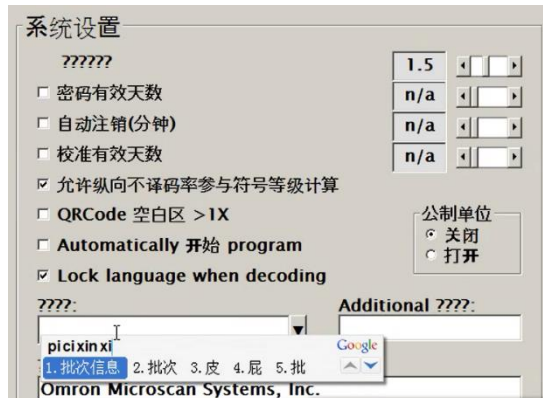 系统设置
?????? 1.5
密码有效天数 n/a
自动注销(分钟) n/a
校准有效天数 n/a
允许纵向不译码率参与符号等级计算
QRCode 空白区 >1X
公制单位
关闭
Automatically 开始 program
打开
Lock language when decoding
????: Additional ????:
picixinxi Google
1.批次信息 2.批次 3.皮 4.屁 5.批
Omron Microscan Systems, Inc.